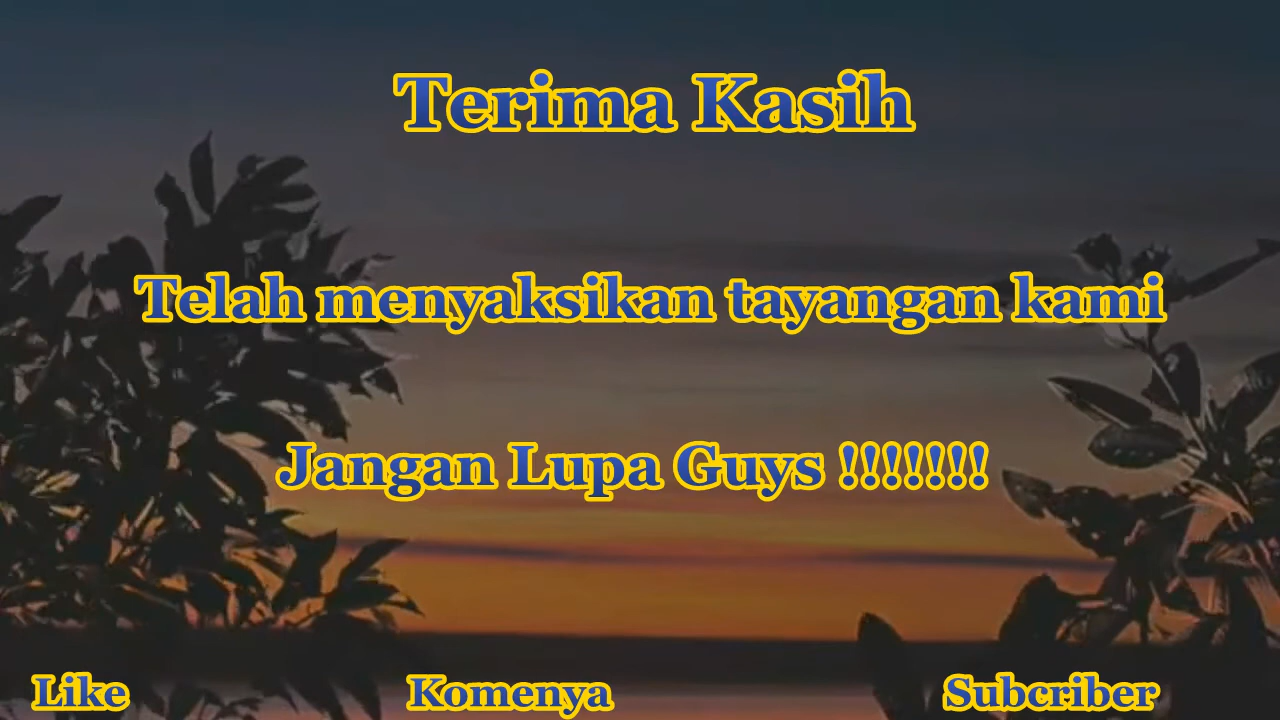 Terima Kasih
Telah menyaksikan tayangan kami
Jangan Lupa Guys !!!!!!!
Like Komenya Subcriber